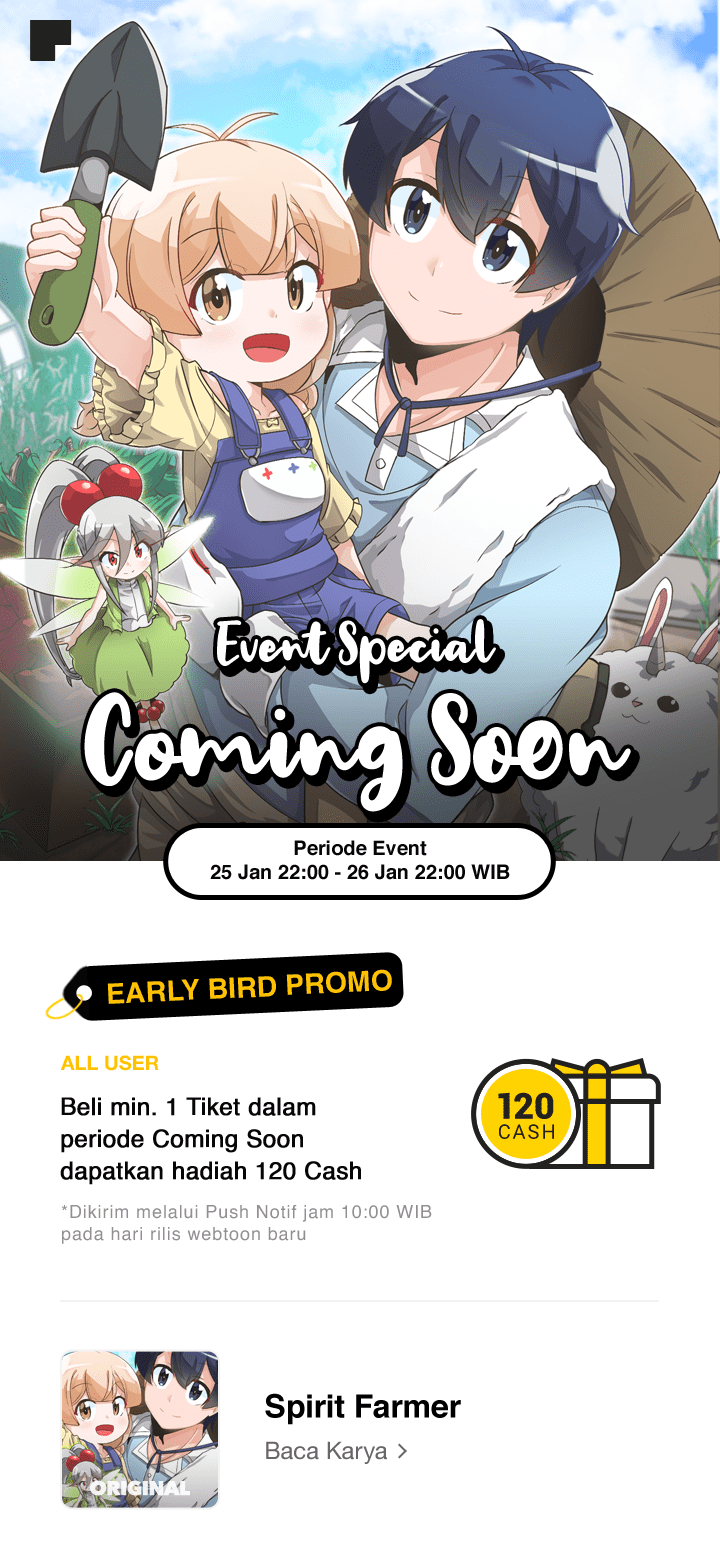 Event Special
Coming Soon
Periode Event
25 Jan 22:00 - 26 Jan 22:00 WIB
EARLY BIRD PROMO
ALL USER
Beli min. 1 Tiket dalam
periode Coming Soon
dapatkan hadiah 120 Cash
120
CASH
*Dikirim melalui Push Notif jam 10:00 WIB
pada hari rilis webtoon baru
ORIGINAL
Spirit Farmer
Baca Karya >